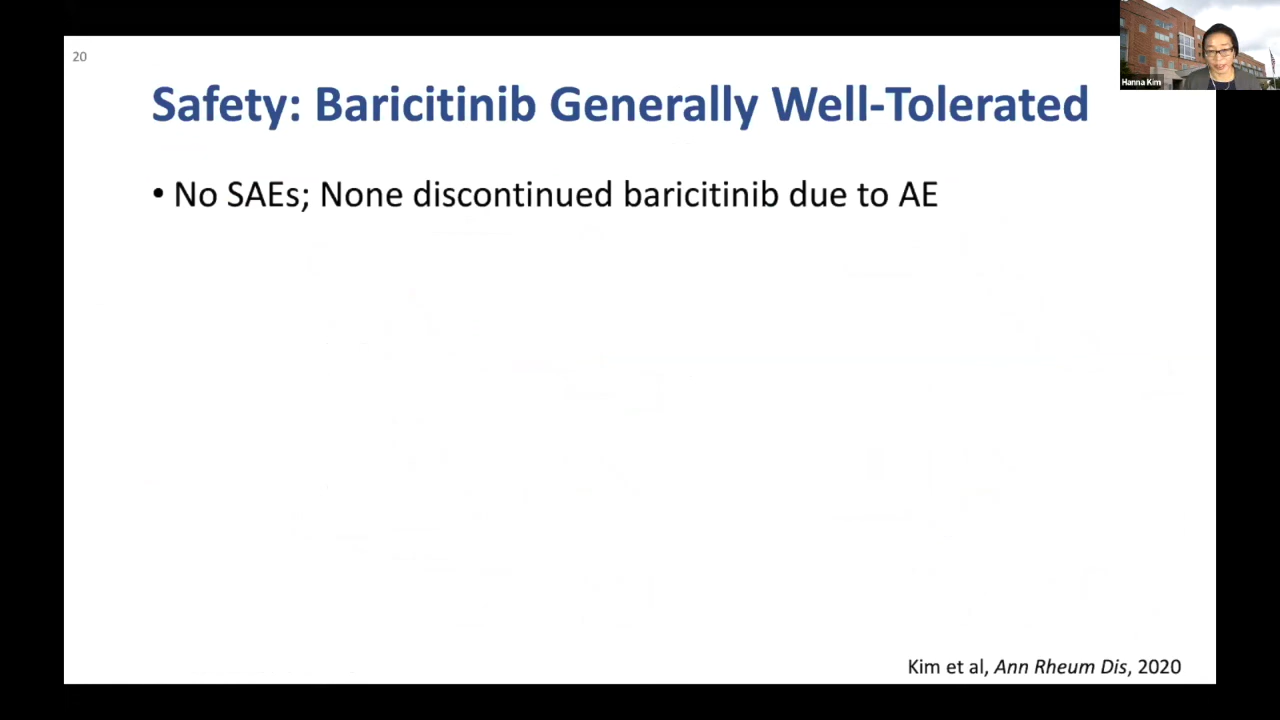 20
Hanna Kim
Safety: Baricitinib Generally Well-Tolerated
• No SAEs; None discontinued baricitinib due to AE
Kim et al, Ann Rheum Dis, 2020